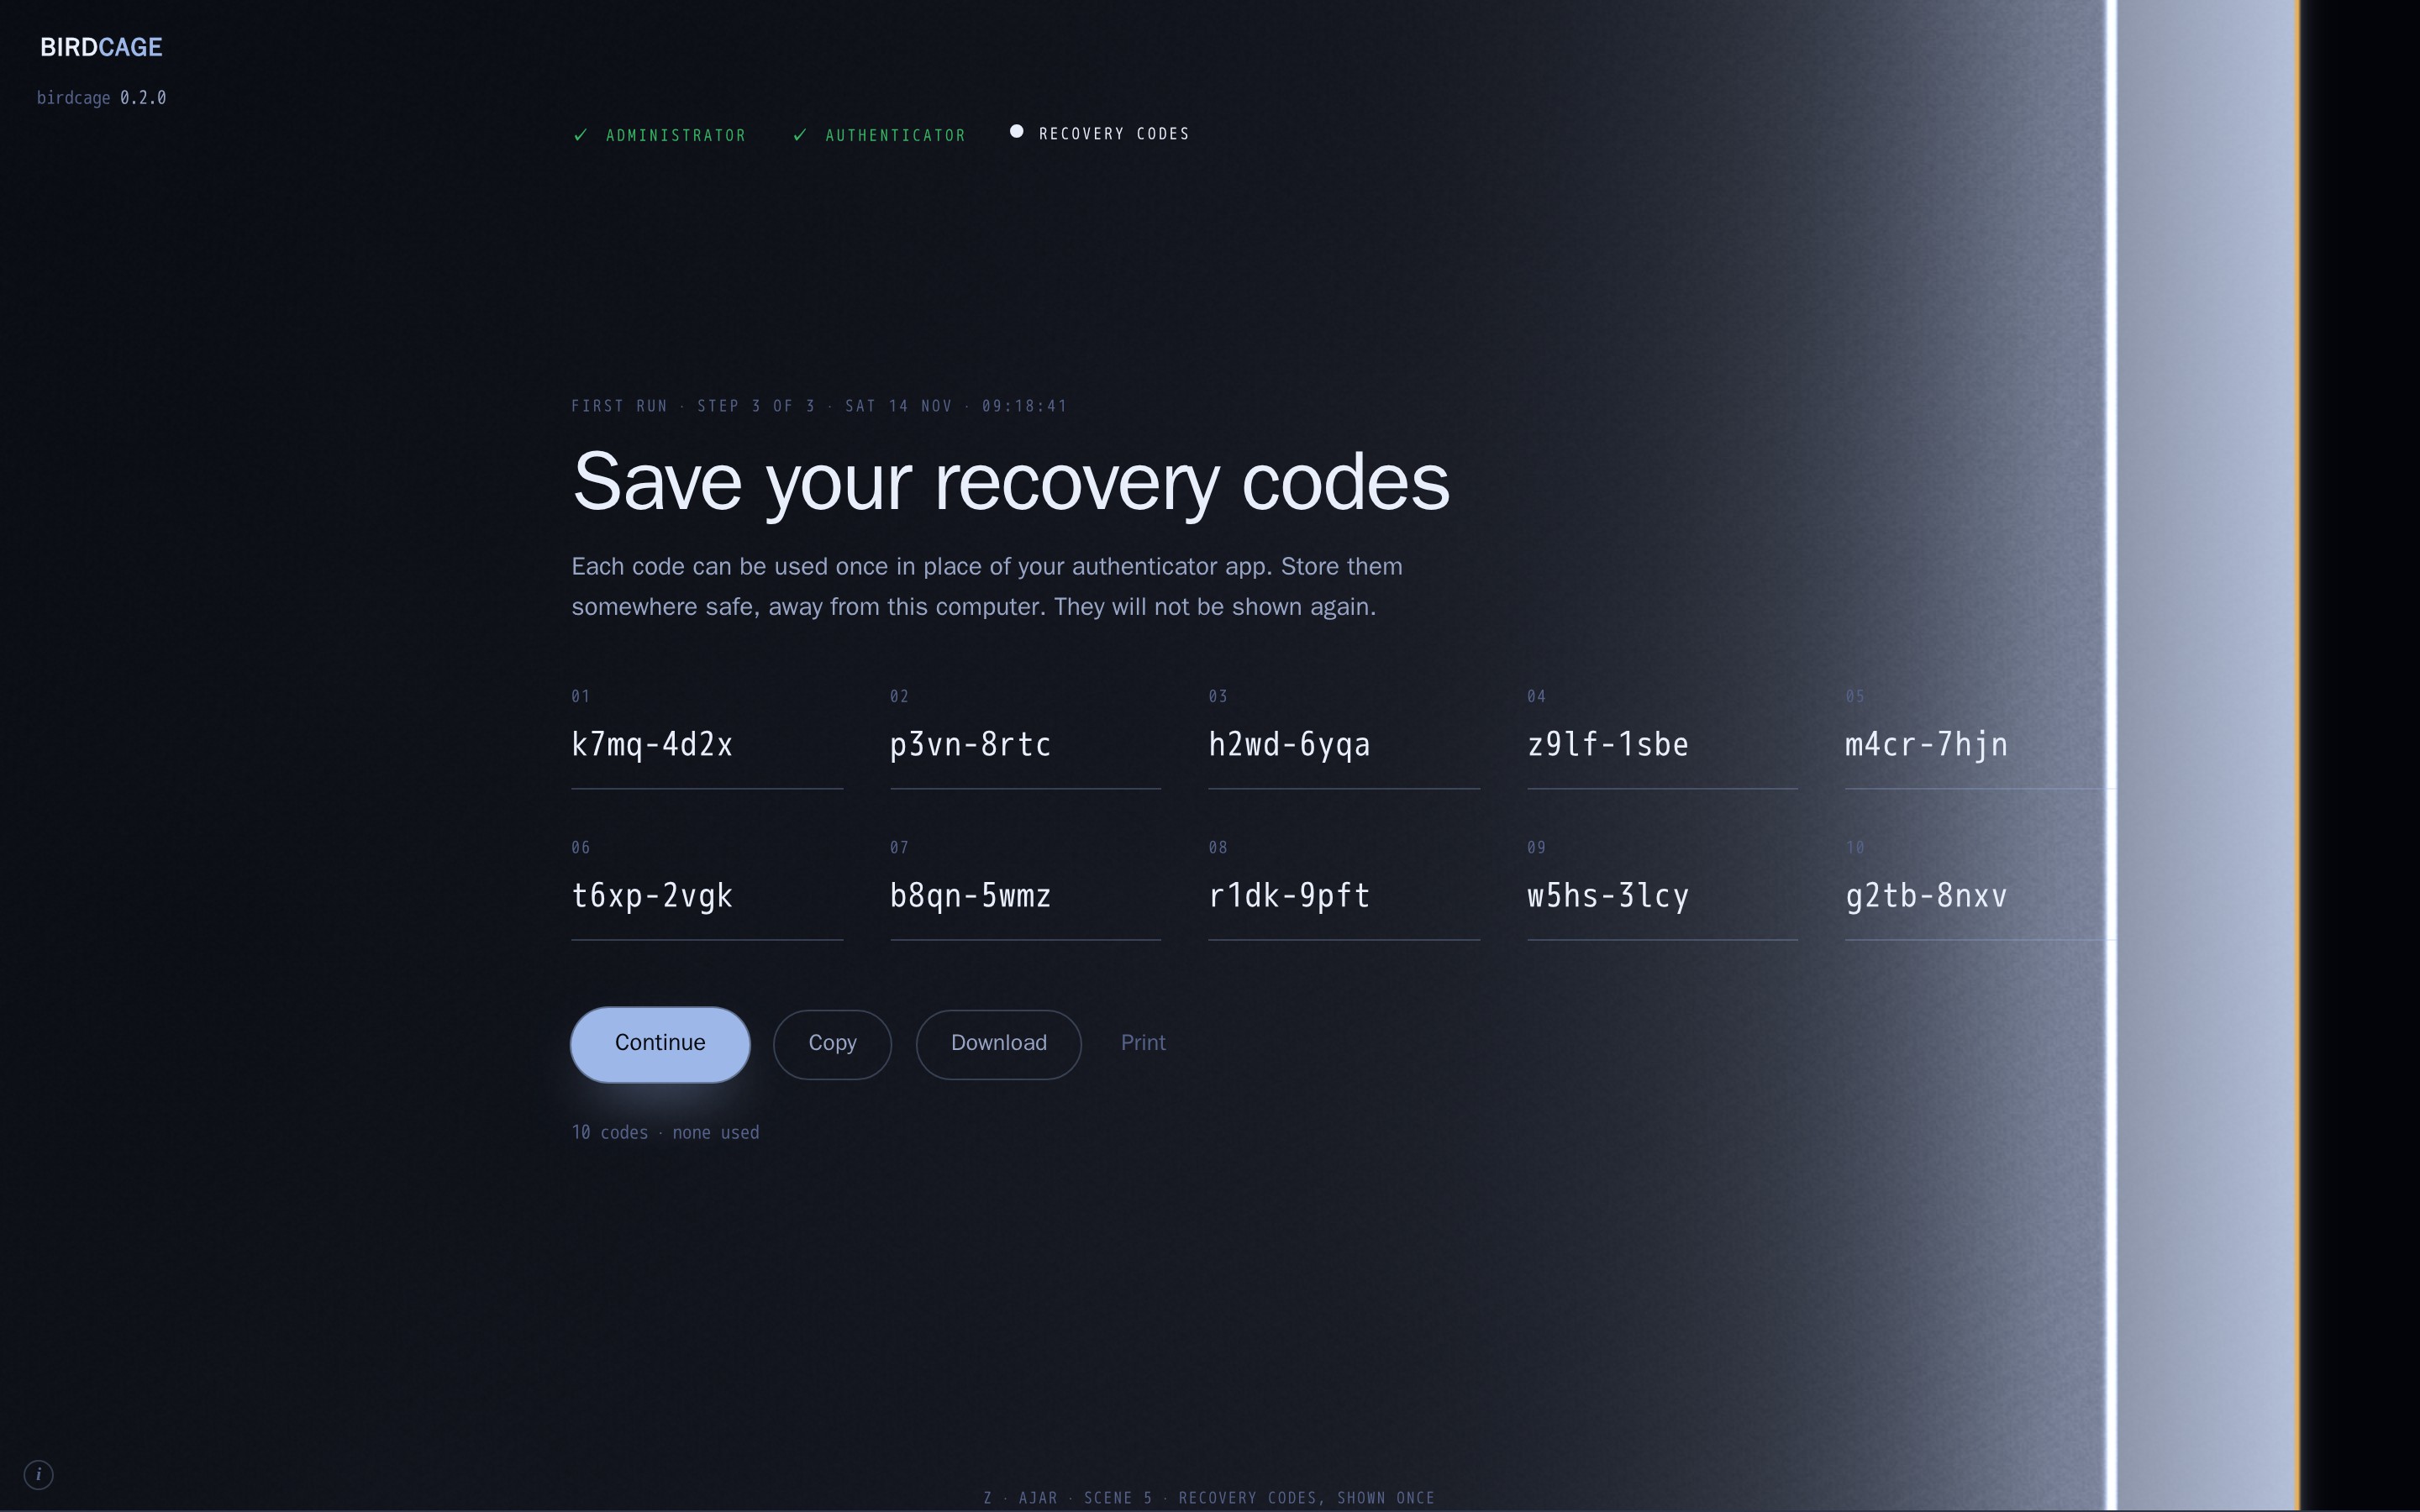 BIRDCAGE
birdcage 0.2.0
✓ ADMINISTRATOR ✓ AUTHENTICATOR ● RECOVERY CODES
FIRST RUN · STEP 3 OF 3 · SAT 14 NOV · 09:18:41
Save your recovery codes
Each code can be used once in place of your authenticator app. Store them
somewhere safe, away from this computer. They will not be shown again.
01 02 03 04 05
k7mq-4d2x p3vn-8rtc h2wd-6yqa z9lf-1sbe m4cr-7hjn
06 07 08 09 10
t6xp-2vgk b8qn-5wmz r1dk-9pft w5hs-3lcy g2tb-8nxv
Continue Copy Download Print
10 codes · none used
i
Z · AJAR · SCENE 5 · RECOVERY CODES, SHOWN ONCE